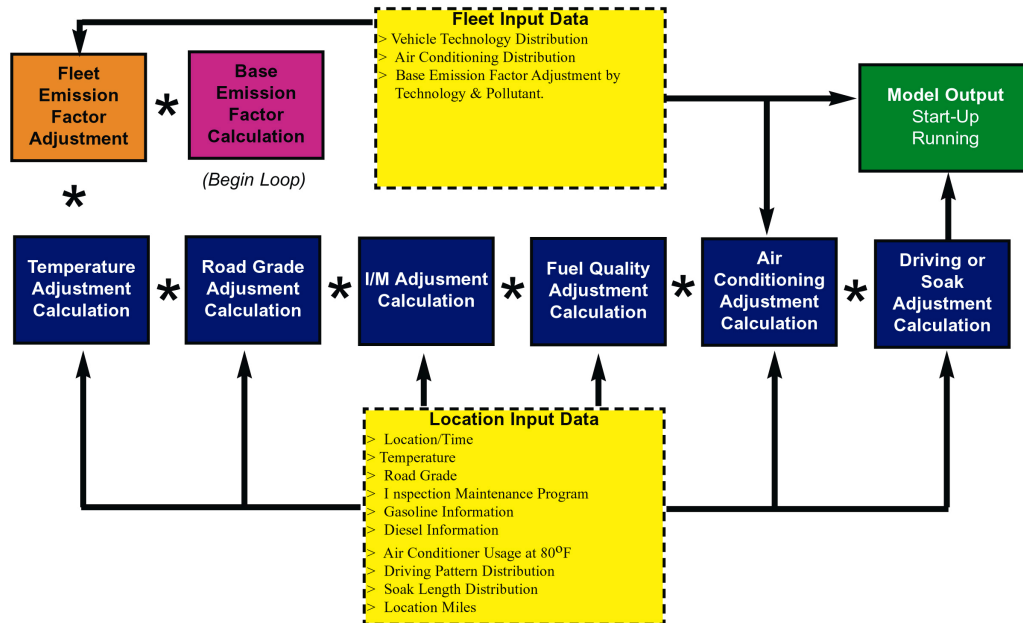 Fleet Input Data
> Vehicle Technology Distribution
> Air Conditioning Distribution
> Base Emission Factor Adjustment by
Technology & Pollutant.
Fleet
Emission
Factor
Adjustment
*
Base
Emission
Factor
Calculation
(Begin Loop)
Model Output
Start-Up
Running
*
Temperature
Adjustment
Calculation
*
Road Grade
Adjusment
Calculation
*
I/M Adjusment
Calculation
*
Fuel Quality
Adjustment
Calculation
*
Air
Conditioning
Adjustment
Calculation
*
Driving or
Soak
Adjustment
Calculation
Location Input Data
> Location/Time
> Temperature
> Road Grade
> I nspection Maintenance Program
> Gasoline Information
> Diesel Information
> Air Conditioner Usage at 80°F
> Driving Pattern Distribution
> Soak Length Distribution
> Location Miles